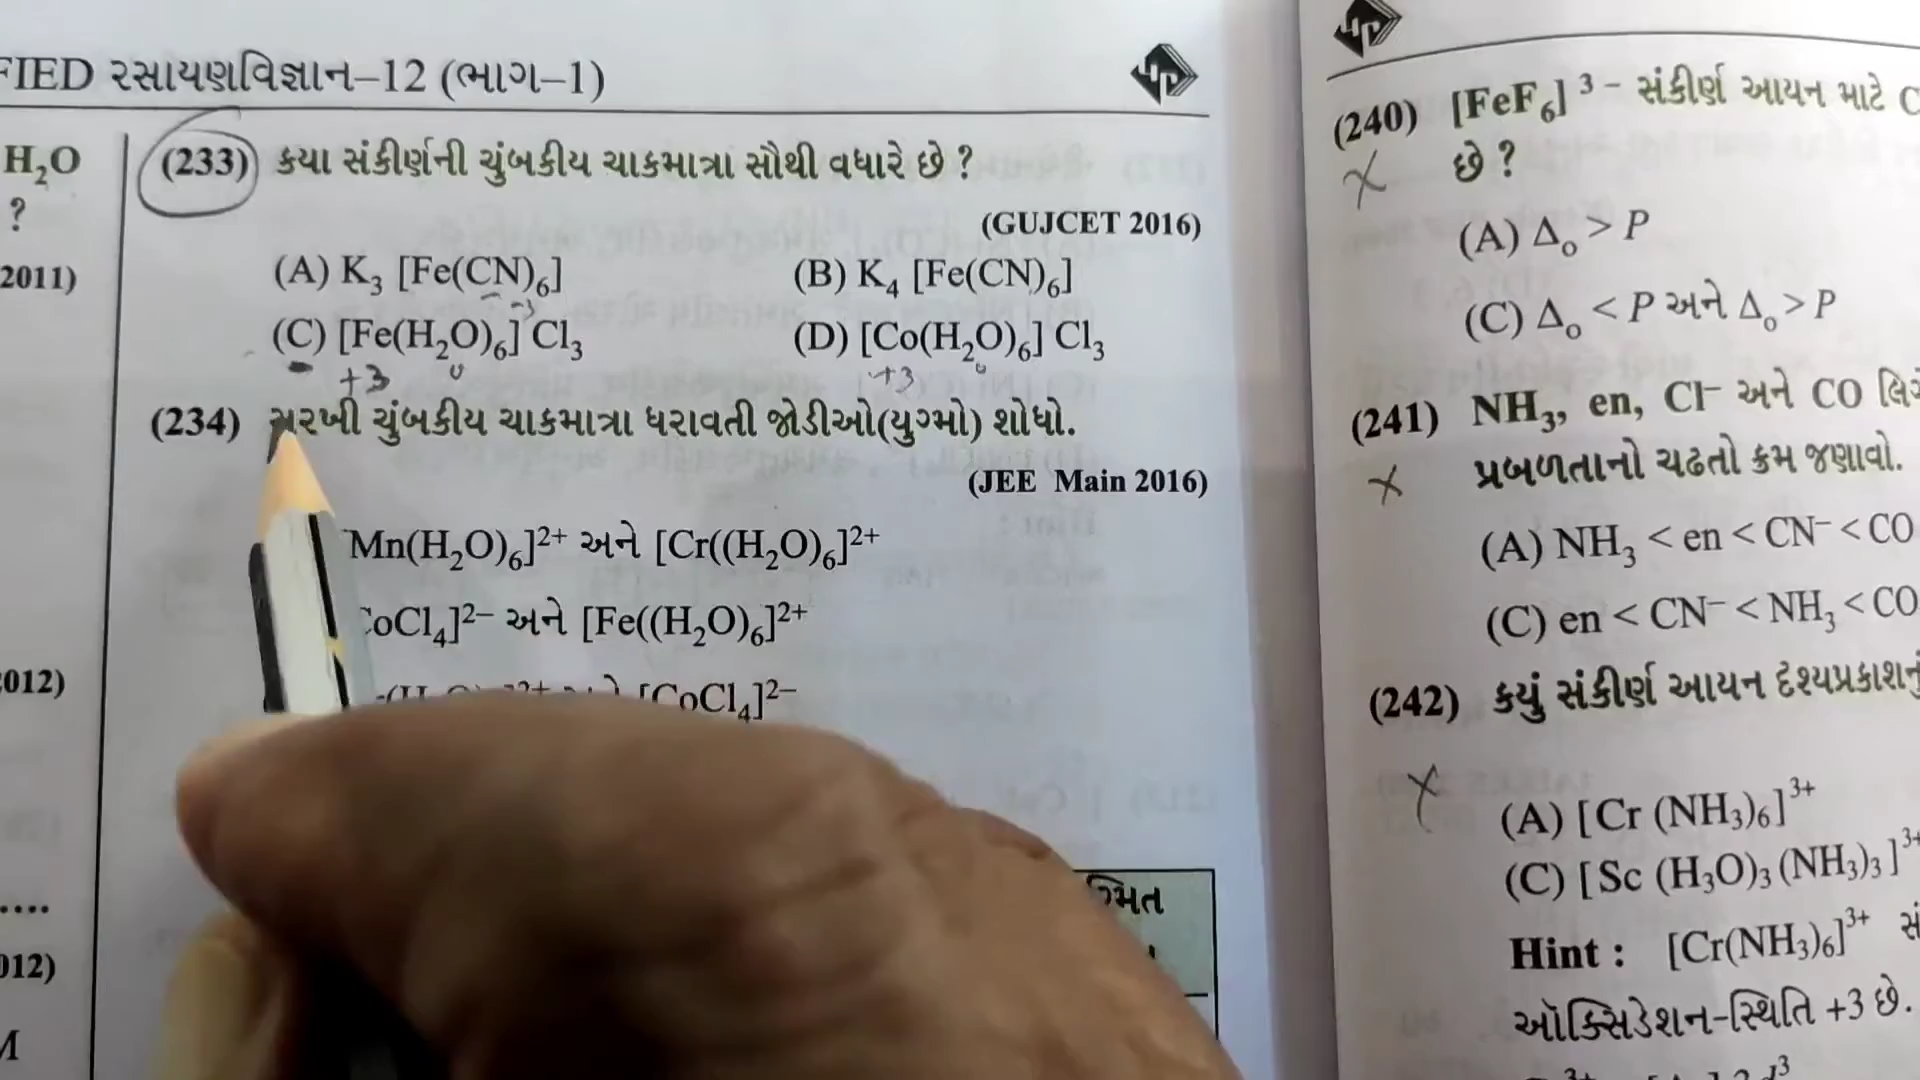 FIED રસાયણવિજ્ઞાન–12 (ભાગ–1)
H₂O
?
2011)
012)
....
012)
M
(233) કયા સંકીર્ણની ચુંબકીય ચાકમાત્રા સૌથી વધારે છે ?
(GUJCET 2016)
(A) K₃ [Fe(CN)₆] (B) K₄ [Fe(CN)₆]
(C) [Fe(H₂O)₆] Cl₃ (D) [Co(H₂O)₆] Cl₃
+3 0 +3 0
(234) સરખી ચુંબકીય ચાકમાત્રા ધરાવતી જોડીઓ(યુગ્મો) શોધો.
(JEE Main 2016)
Mn(H₂O)₆]²⁺ અને [Cr((H₂O)₆]²⁺
CoCl₄]²⁻ અને [Fe((H₂O)₆]²⁺
[CoCl₄]²⁻
(240) [FeF₆] ³⁻ સંકીર્ણ આયન માટે
છે ?
(A) Δₒ > P
(C) Δₒ < P અને Δₒ > P
(241) NH₃, en, Cl⁻ અને CO
પ્રબળતાનો ચઢતો ક્રમ જણાવો.
(A) NH₃ < en < CN⁻ < CO
(C) en < CN⁻ < NH₃ < CO
(242) કયું સંકીર્ણ આયન દૃશ્યપ્રકાશનું
(A) [Cr (NH₃)₆]³⁺
(C) [Sc (H₃O)₃ (NH₃)₃]³⁺
Hint : [Cr(NH₃)₆]³⁺
ઑક્સિડેશન-સ્થિતિ +3 છે.